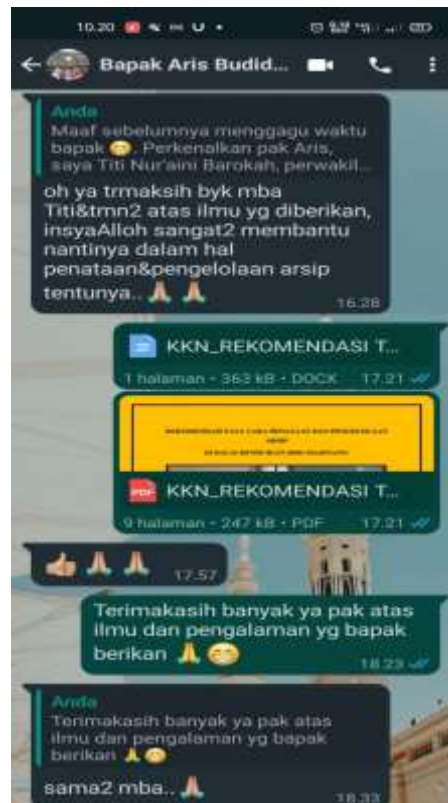 10.20
Bapak Aris Budid...
Anda
Maaf sebelumnya menggagu waktu
bapak 😁. Perkenalkan pak Aris,
saya Titi Nur'aini Barokah, perwakil...
oh ya trmaksih byk mba
Titi&tmn2 atas ilmu yg diberikan,
insyaAlloh sangat2 membantu
nantinya dalam hal
penataan&pengelolaan arsip
tentunya.. 🙏🙏
16.28
KKN_REKOMENDASI T...
1 halaman • 363 kB • DOCX 17.21
PDF KKN_REKOMENDASI T...
9 halaman • 247 kB • PDF 17.21
👍🙏🙏 17.57
Terimakasih banyak ya pak atas
ilmu dan pengalaman yg bapak
berikan 🙏😁
18.23
Anda
Terimakasih banyak ya pak atas
ilmu dan pengalaman yg bapak
berikan 🙏😁
sama2 mba.. 🙏
18.33